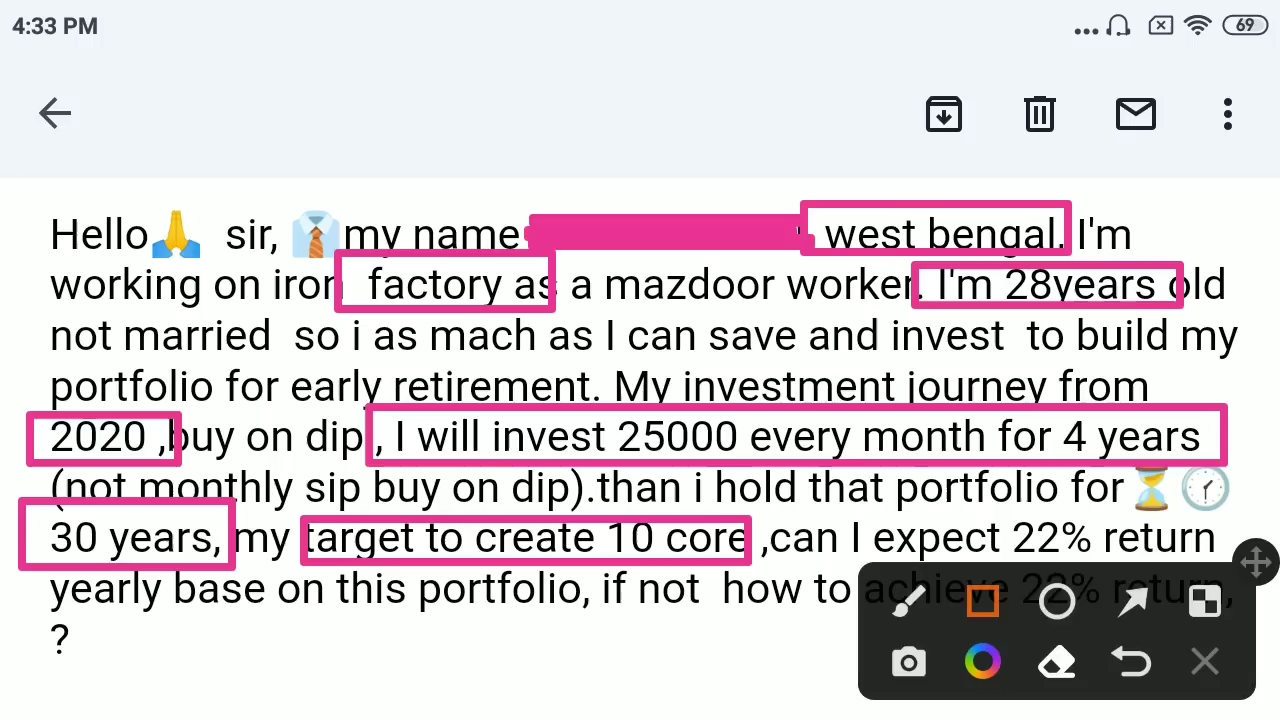 4:33 PM
69
Hello🙏 sir, 👔my name west bengal, I'm
working on iron factory as a mazdoor worker. I'm 28years old
not married so i as mach as I can save and invest to build my
portfolio for early retirement. My investment journey from
2020 ,buy on dip , I will invest 25000 every month for 4 years
(not monthly sip buy on dip).than i hold that portfolio for⏳🕜
30 years, my target to create 10 core ,can I expect 22% return
yearly base on this portfolio, if not how to achieve 22% return,
?